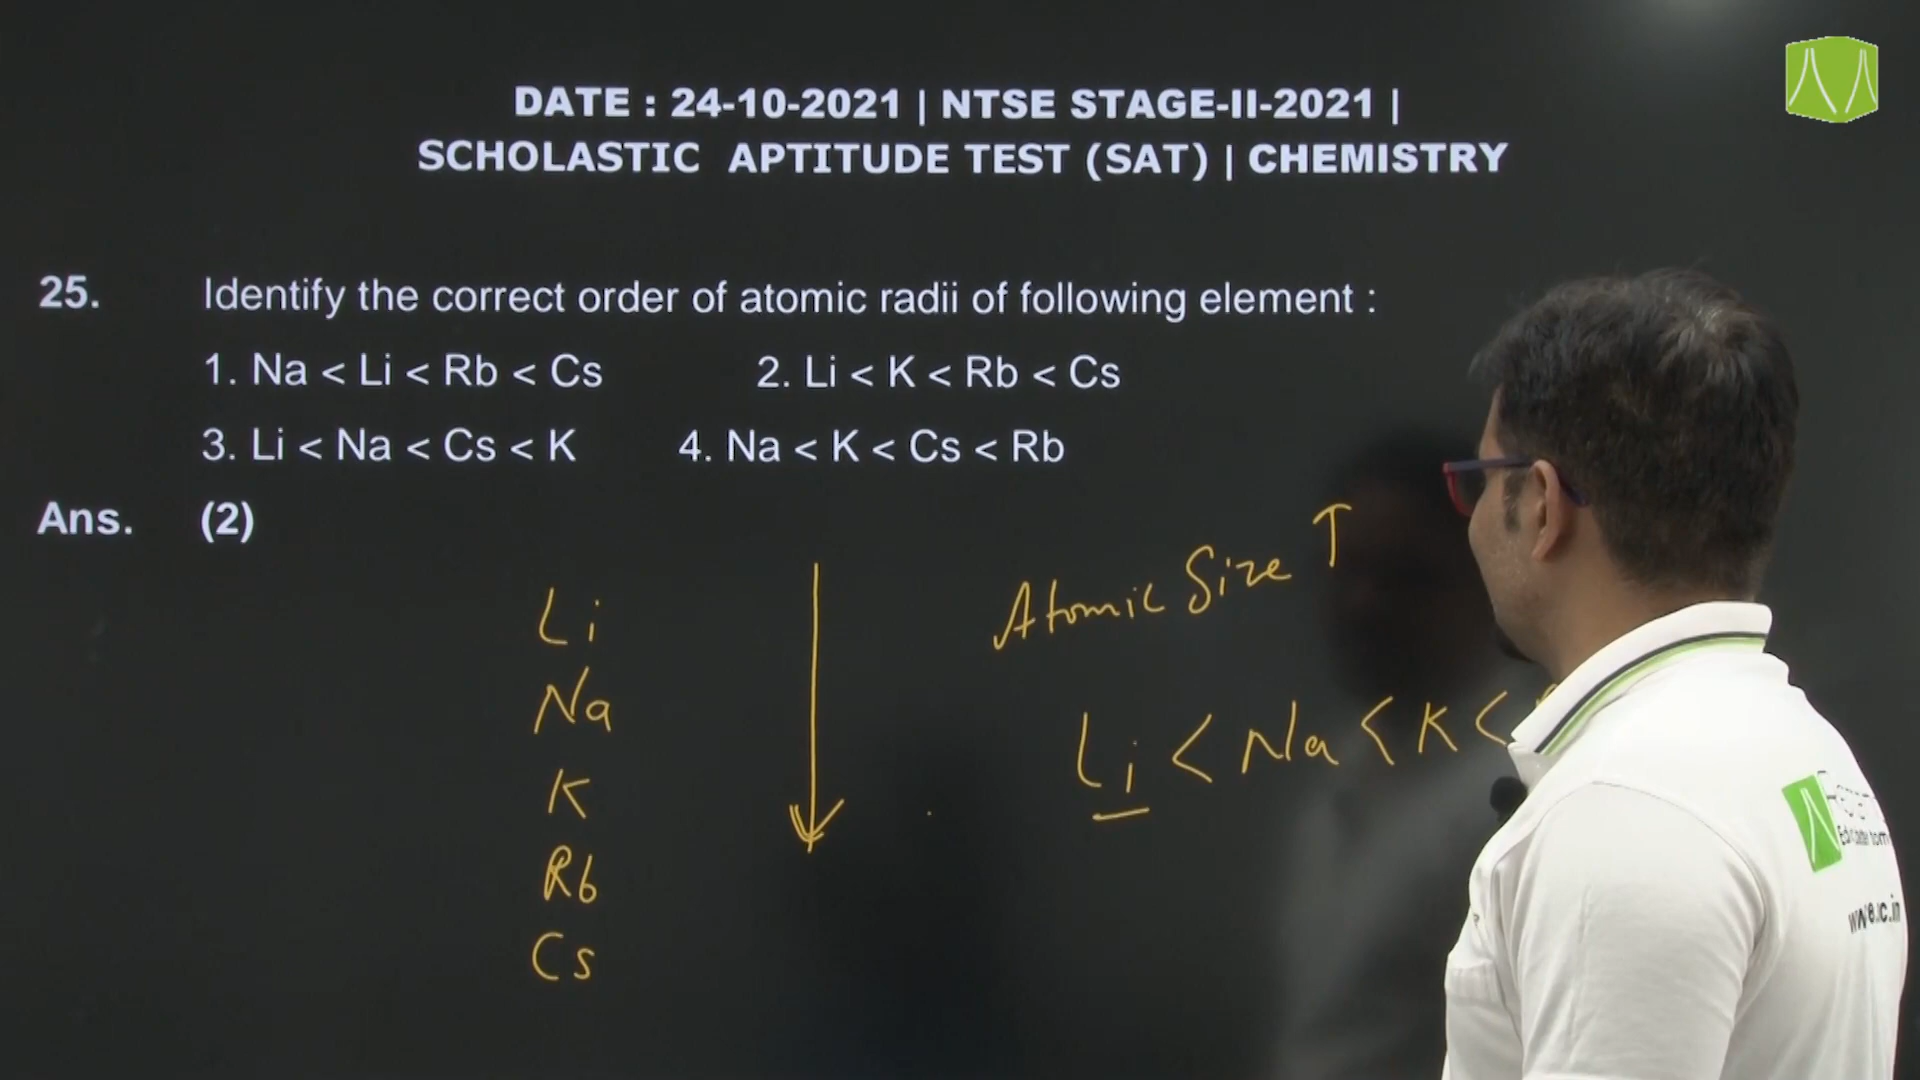 DATE : 24-10-2021 | NTSE STAGE-II-2021 |
SCHOLASTIC APTITUDE TEST (SAT) | CHEMISTRY
25. Identify the correct order of atomic radii of following element :
1. Na < Li < Rb < Cs 2. Li < K < Rb < Cs
3. Li < Na < Cs < K 4. Na < K < Cs < Rb
Ans. (2)
Atomic Size ↑
Li
Na
K
Rb
Cs
Li < Na < K <